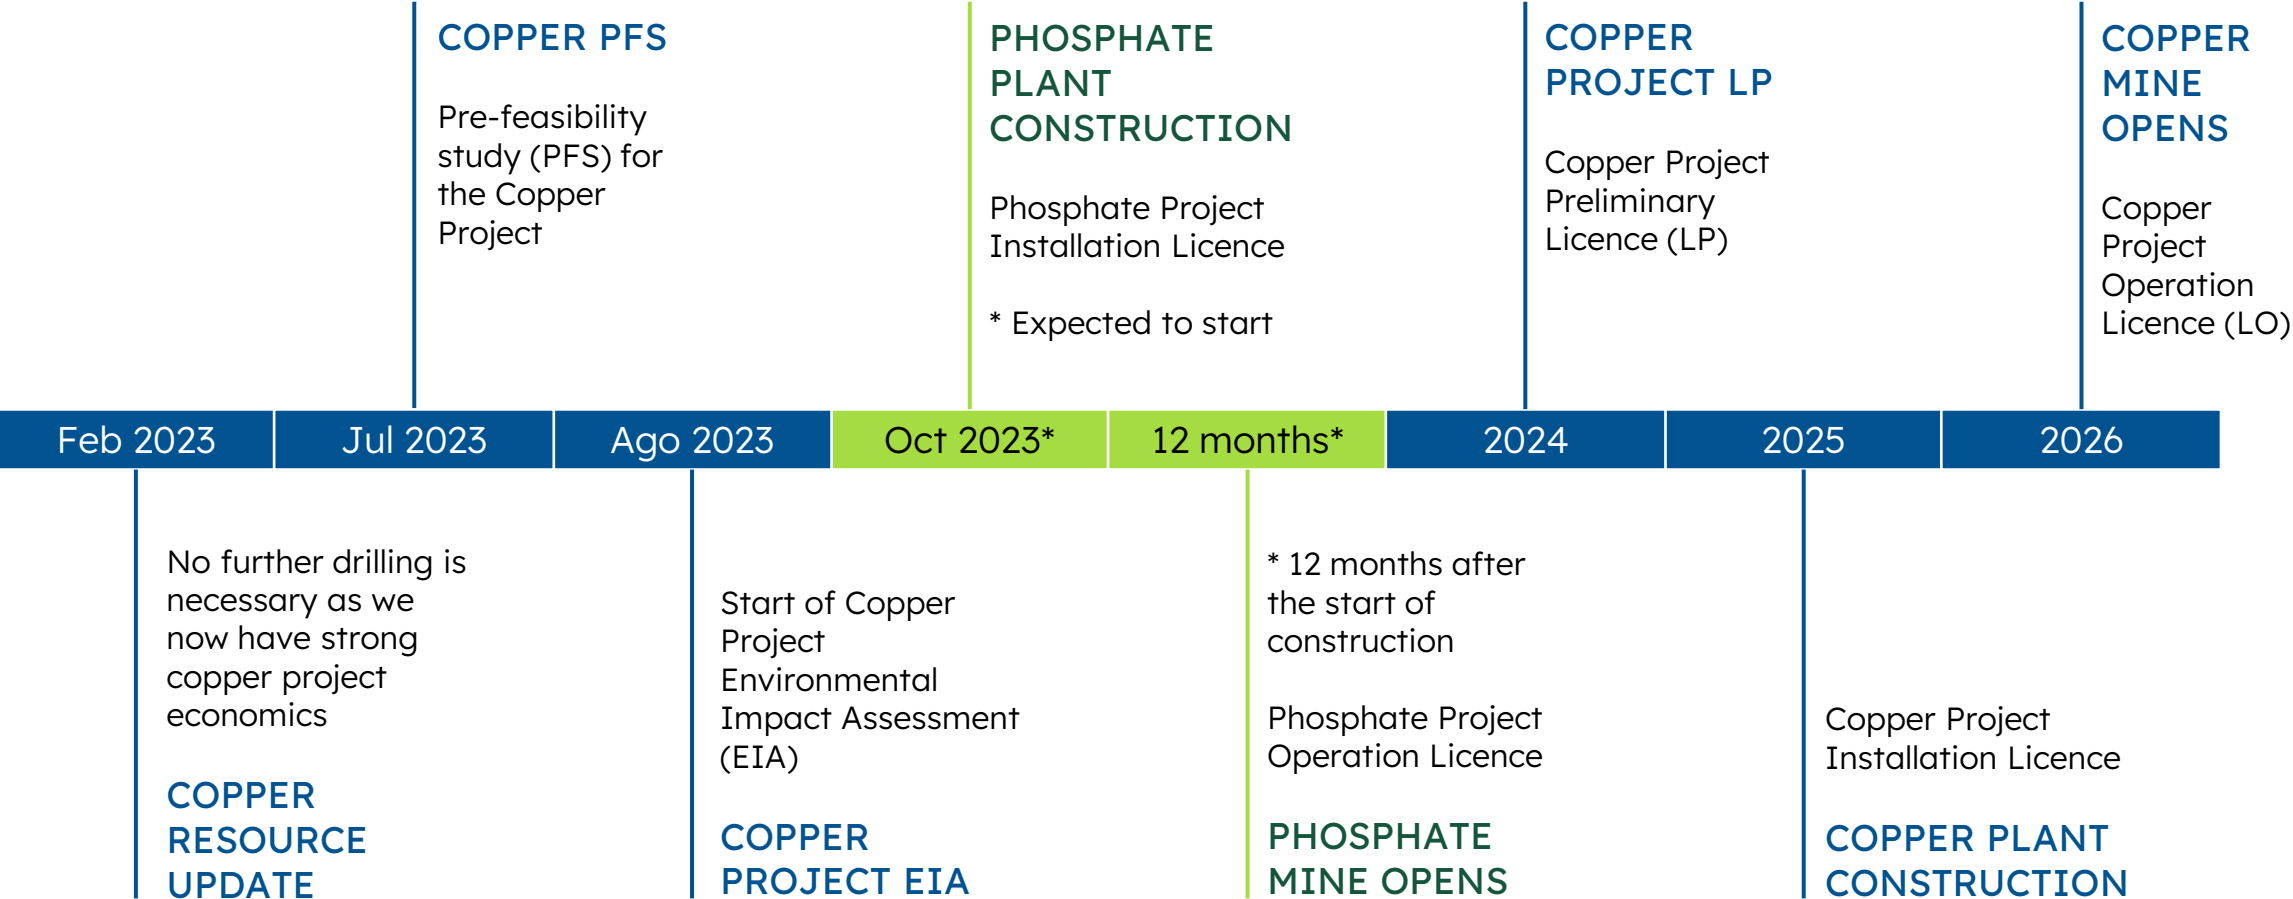 COPPER PFS
Pre-feasibility
study (PFS) for
the Copper
Project
PHOSPHATE
PLANT
CONSTRUCTION
Phosphate Project
Installation Licence
* Expected to start
COPPER
PROJECT LP
Copper Project
Preliminary
Licence (LP)
COPPER
MINE
OPENS
Copper
Project
Operation
Licence (LO)
Feb 2023
Jul 2023
Ago 2023
Oct 2023*
12 months*
2024
2025
2026
No further drilling is
necessary as we
now have strong
copper project
economics
COPPER
RESOURCE
UPDATE
Start of Copper
Project
Environmental
Impact Assessment
(EIA)
COPPER
PROJECT EIA
* 12 months after
the start of
construction
Phosphate Project
Operation Licence
PHOSPHATE
MINE OPENS
Copper Project
Installation Licence
COPPER PLANT
CONSTRUCTION